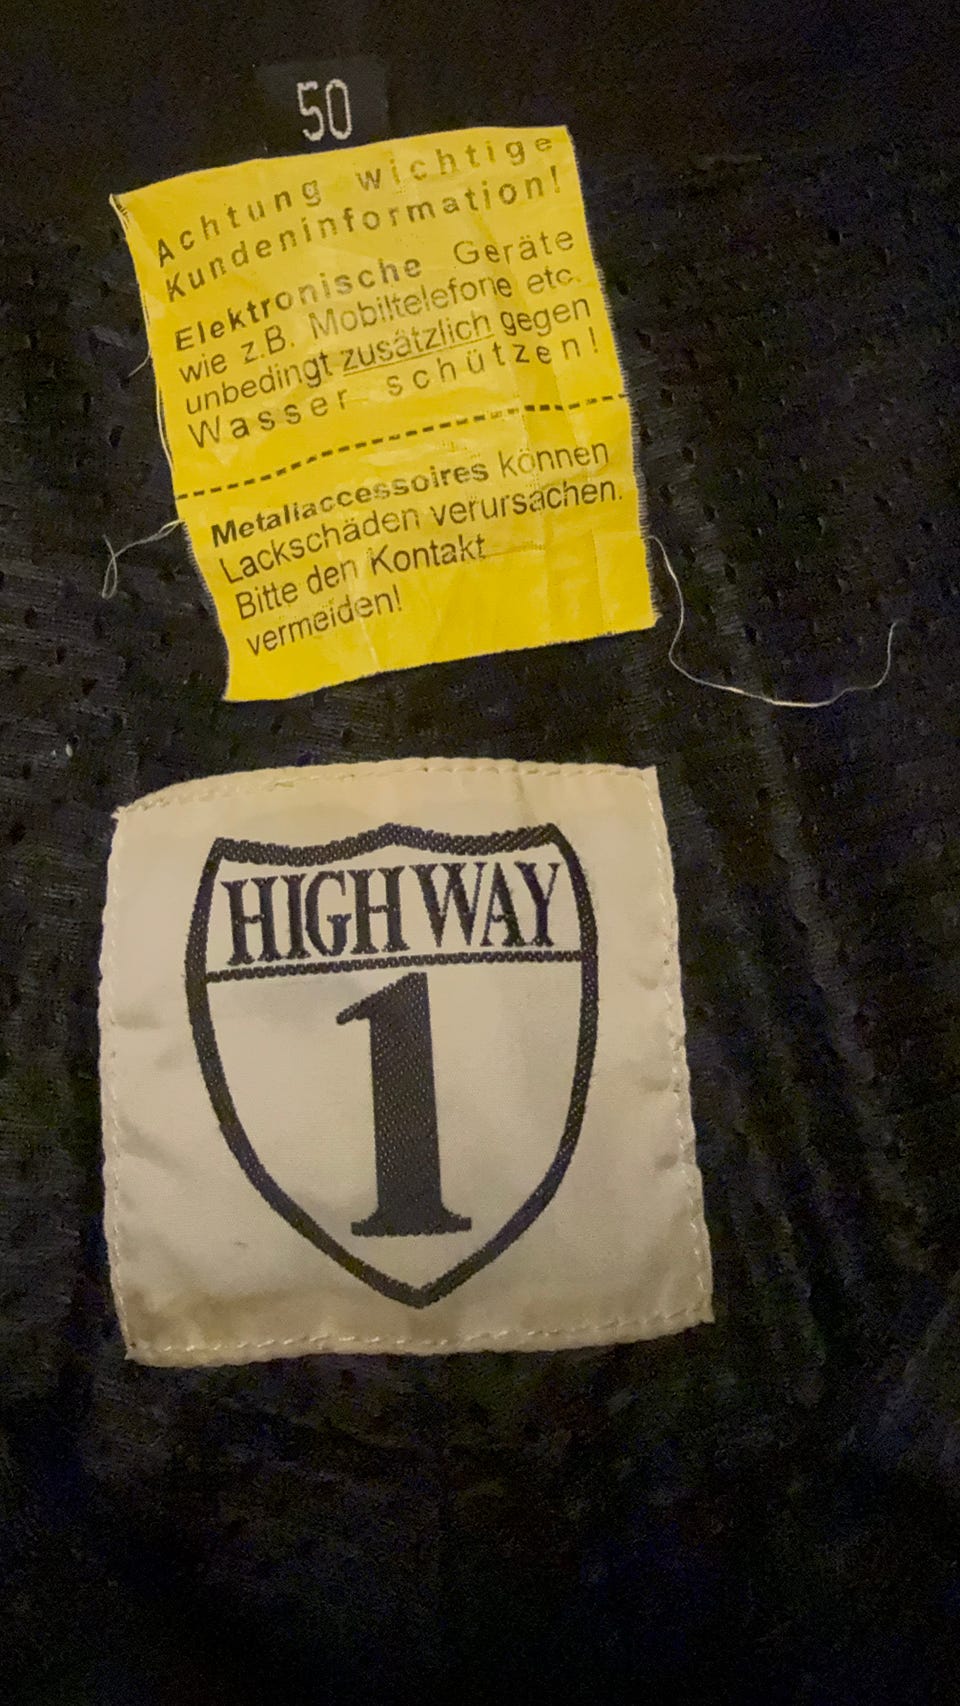 50
Achtung wichtige
Kundeninformation!
Elektronische Geräte
wie z.B. Mobiltelefone etc.
unbedingt zusätzlich gegen
Wasser schützen!
Metallaccessoires können
Lackschäden verursachen.
Bitte den Kontakt
vermeiden!
HIGHWAY
1